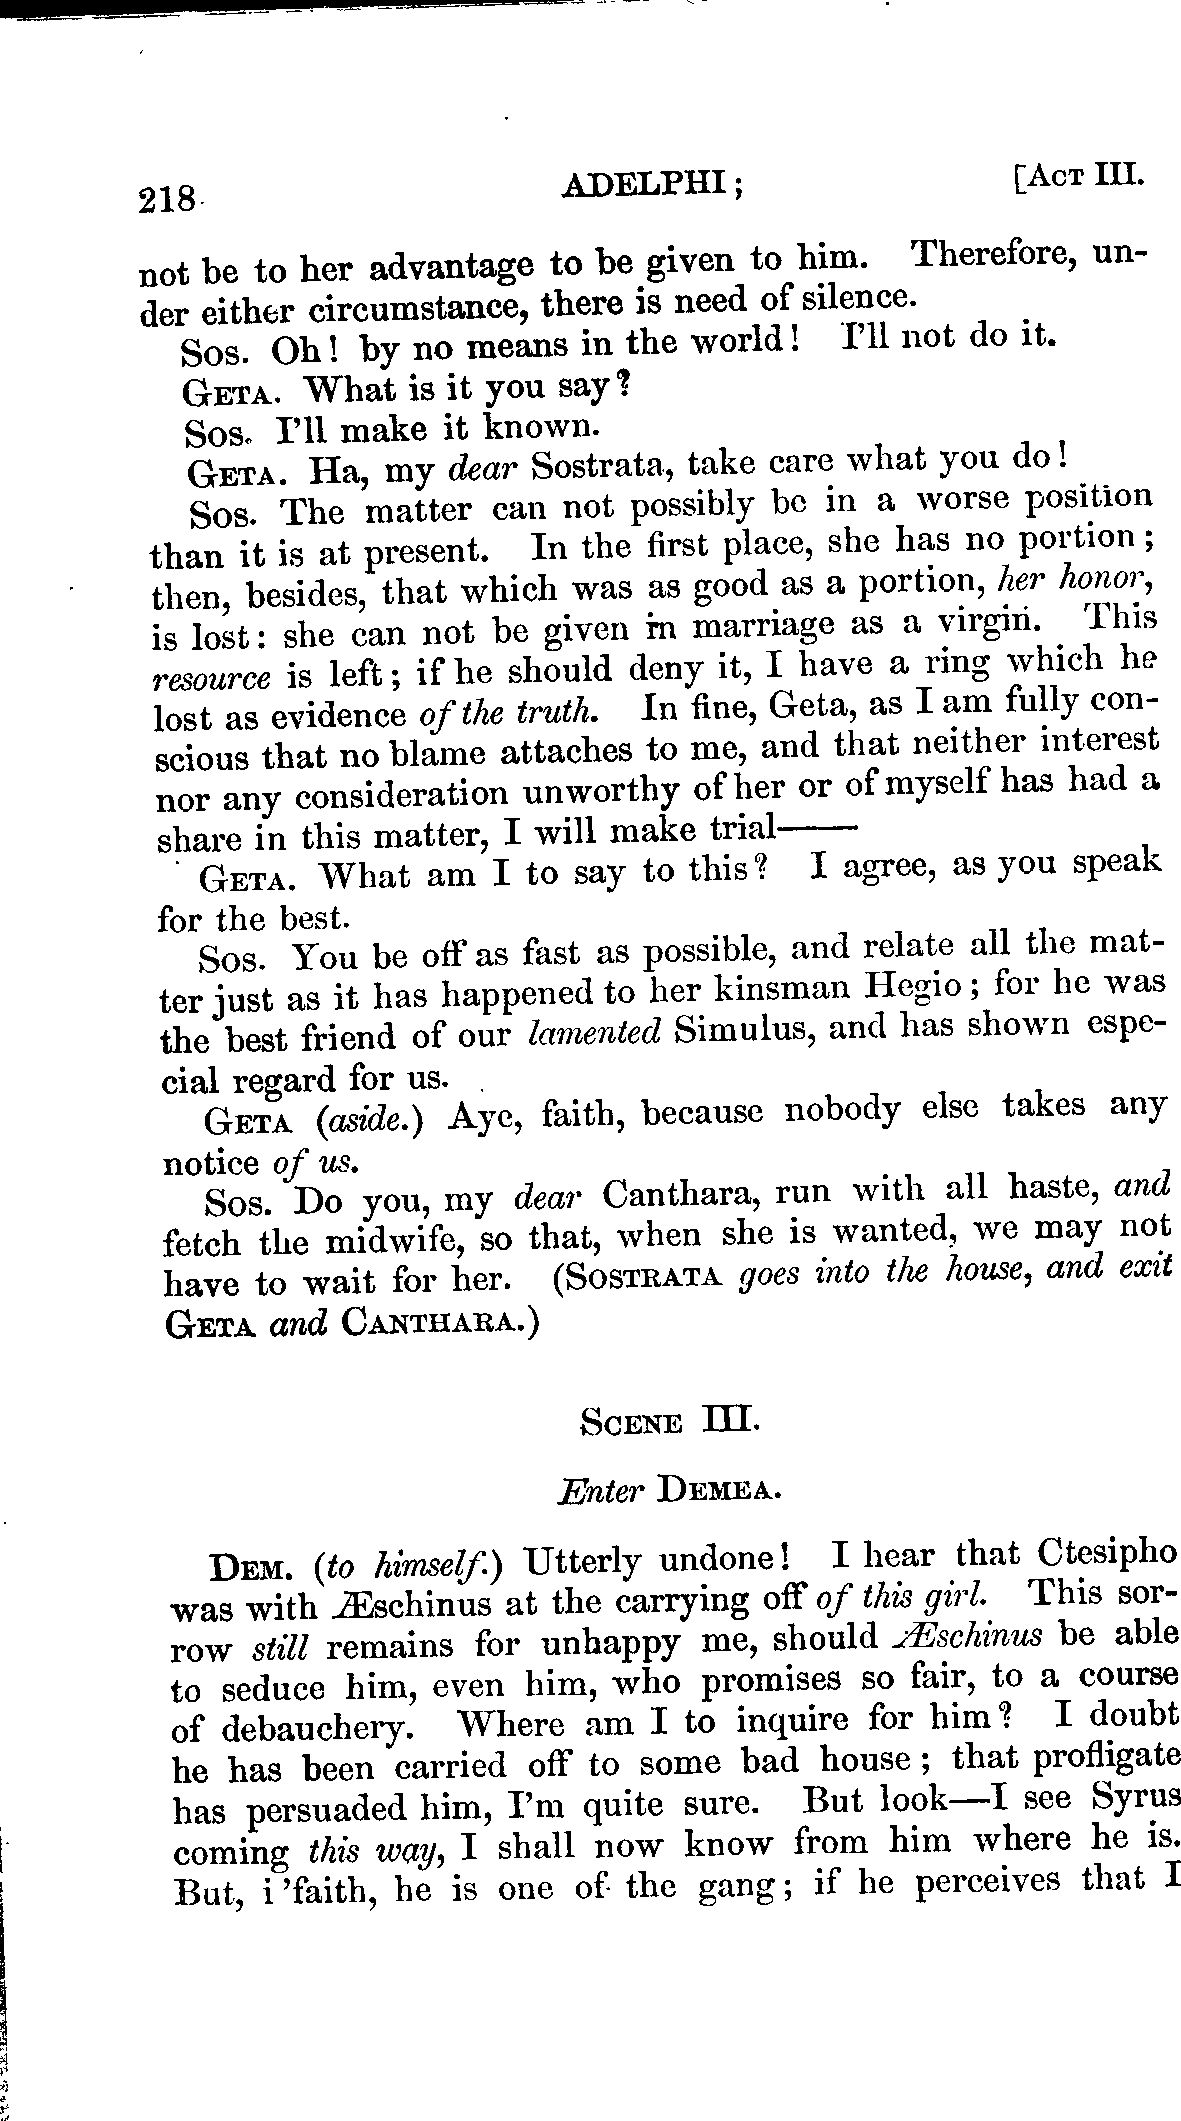 218 ADELPHI; [ACT III.
not be to her advantage to be given to him. Therefore, un-
der either circumstance, there is need of silence.
SOS. Oh! by no means in the world! I'll not do it.
GETA. What is it you say?
SOS. I'll make it known.
GETA. Ha, my dear Sostrata, take care what you do!
SOS. The matter can not possibly be in a worse position
than it is at present. In the first place, she has no portion;
then, besides, that which was as good as a portion, her honor,
is lost: she can not be given in marriage as a virgin. This
resource is left; if he should deny it, I have a ring which he
lost as evidence of the truth. In fine, Geta, as I am fully con-
scious that no blame attaches to me, and that neither interest
nor any consideration unworthy of her or of myself has had a
share in this matter, I will make trial——
GETA. What am I to say to this? I agree, as you speak
for the best.
SOS. You be off as fast as possible, and relate all the mat-
ter just as it has happened to her kinsman Hegio; for he was
the best friend of our lamented Simulus, and has shown espe-
cial regard for us.
GETA (aside.) Aye, faith, because nobody else takes any
notice of us.
SOS. Do you, my dear Canthara, run with all haste, and
fetch the midwife, so that, when she is wanted, we may not
have to wait for her. (SOSTRATA goes into the house, and exit
GETA and CANTHARA.)
SCENE III.
Enter DEMEA.
DEM. (to himself.) Utterly undone! I hear that Ctesipho
was with Æschinus at the carrying off of this girl. This sor-
row still remains for unhappy me, should Æschinus be able
to seduce him, even him, who promises so fair, to a course
of debauchery. Where am I to inquire for him? I doubt
he has been carried off to some bad house; that profligate
has persuaded him, I'm quite sure. But look—I see Syrus
coming this way, I shall now know from him where he is.
But, i'faith, he is one of the gang; if he perceives that I